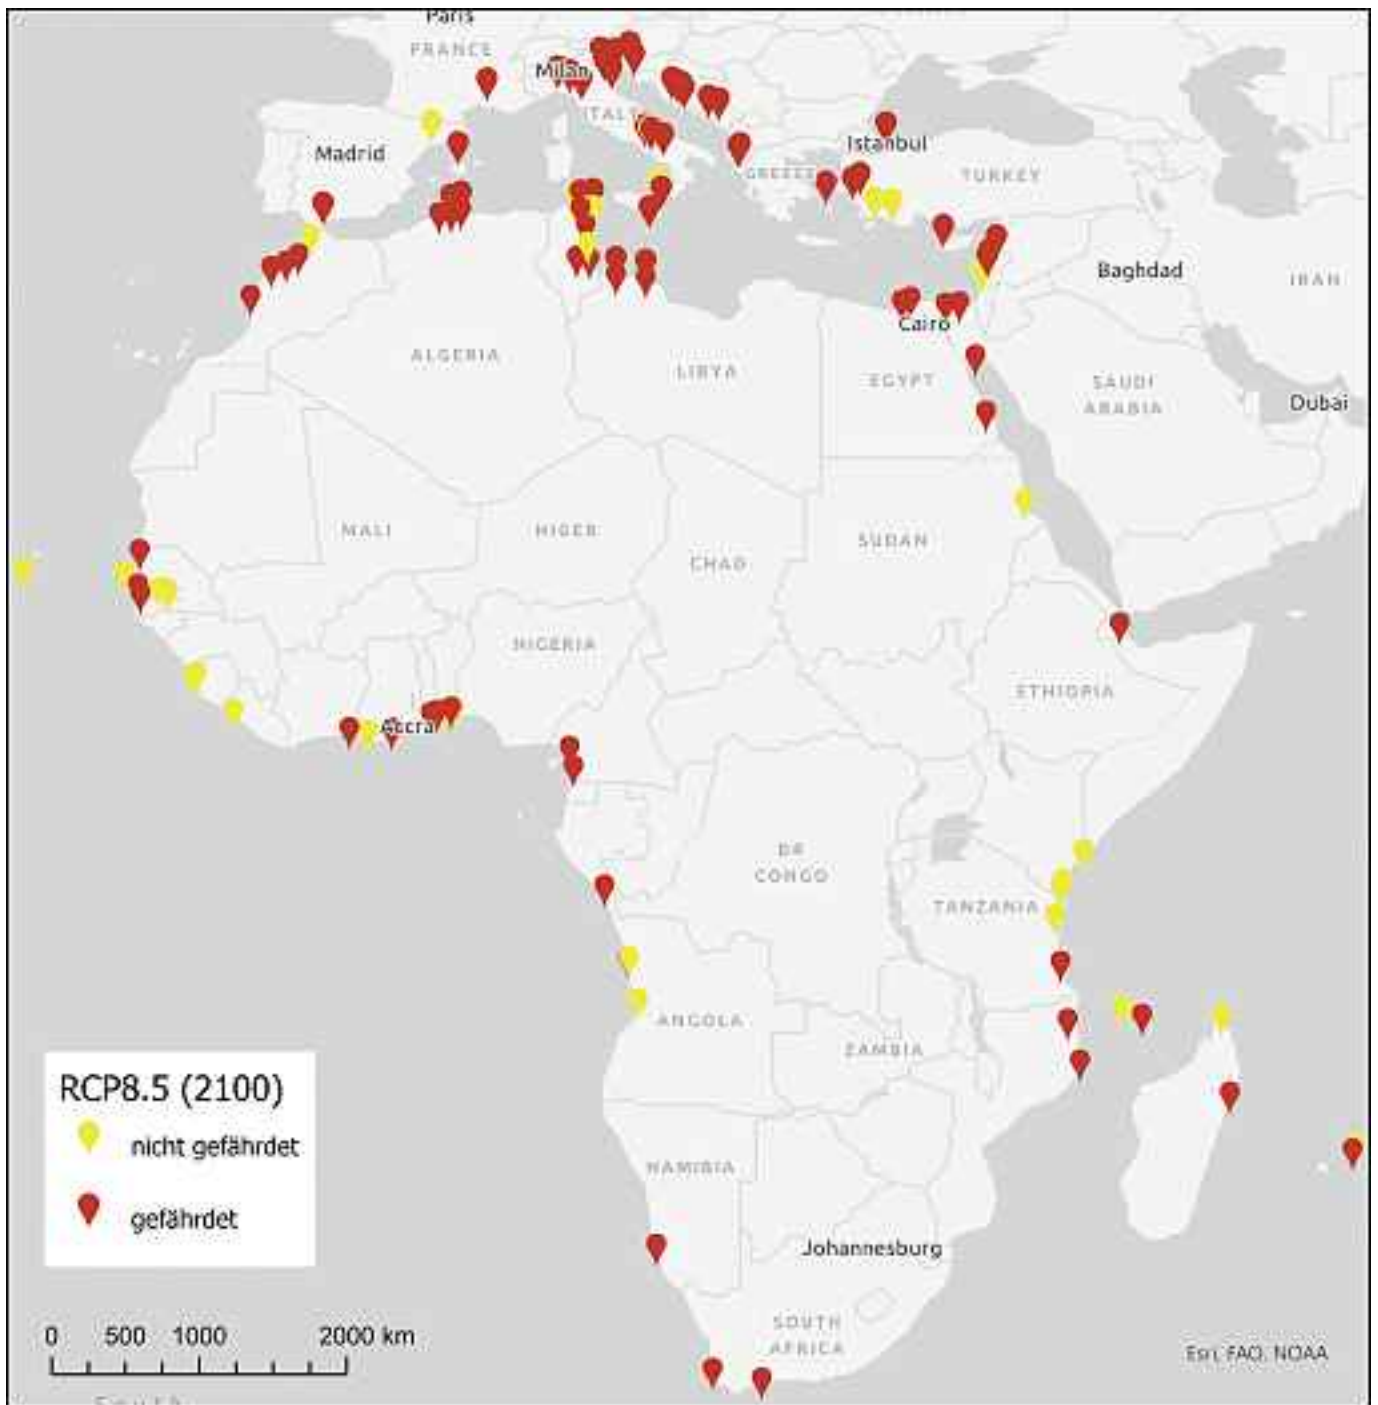 Paris
FRANCE
Milan
ITALY
Madrid
Istanbul
GREECE
TURKEY
Baghdad
IRAN
Cairo
ALGERIA
LIBYA
EGYPT
SAUDI
ARABIA
Dubai
MALI
NIGER
CHAD
SUDAN
NIGERIA
ETHIOPIA
Accra
DR
CONGO
TANZANIA
ANGOLA
ZAMBIA
RCP8.5 (2100)
nicht gefährdet
gefährdet
NAMIBIA
Johannesburg
SOUTH
AFRICA
0 500 1000 2000 km
Esri, FAO, NOAA